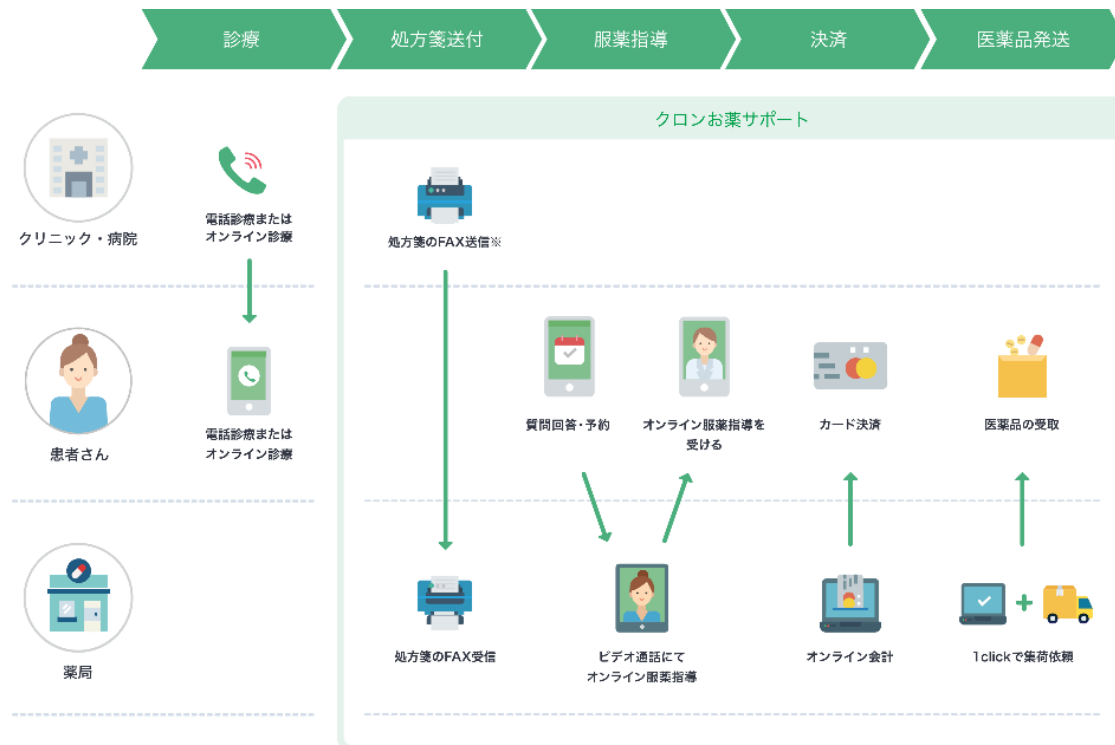 診療
処方箋送付
服薬指導
決済
医薬品発送
クロンお薬サポート
クリニック・病院
電話診療または
オンライン診療
処方箋のFAX送信※
患者さん
電話診療または
オンライン診療
質問回答・予約
オンライン服薬指導を
受ける
カード決済
医薬品の受取
薬局
処方箋のFAX受信
ビデオ通話にて
オンライン服薬指導
オンライン会計
1clickで集荷依頼